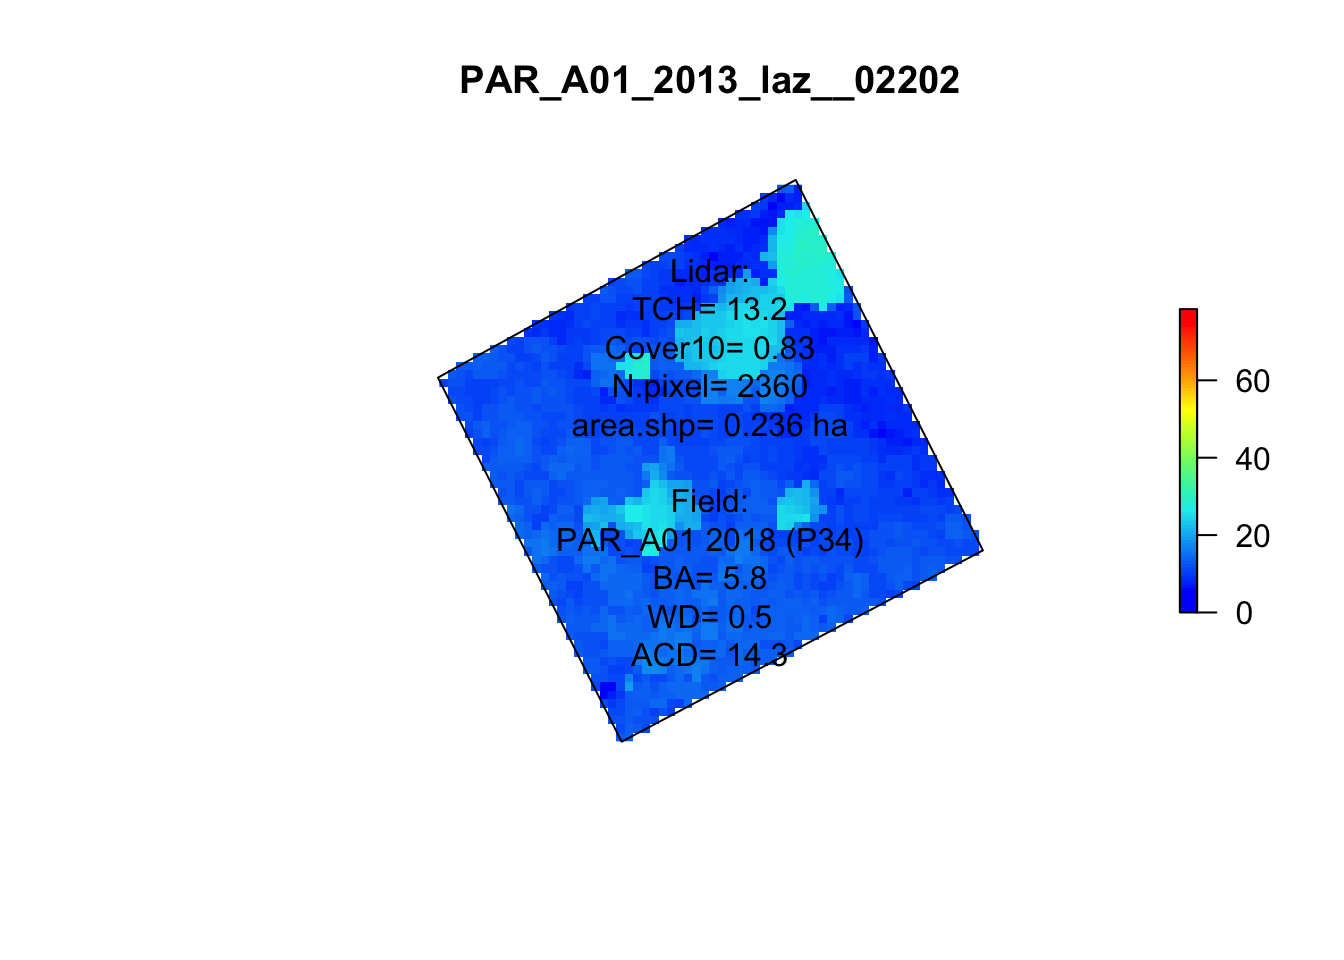 PAR_A01_2013_laz__02202
Lidar:
TCH= 13.2
Cover10= 0.83
N.pixel= 2360
area.shp= 0.236 ha
Field:
PAR_A01 2018 (P34)
BA= 5.8
WD= 0.5
ACD= 14.3
60
40
20
0